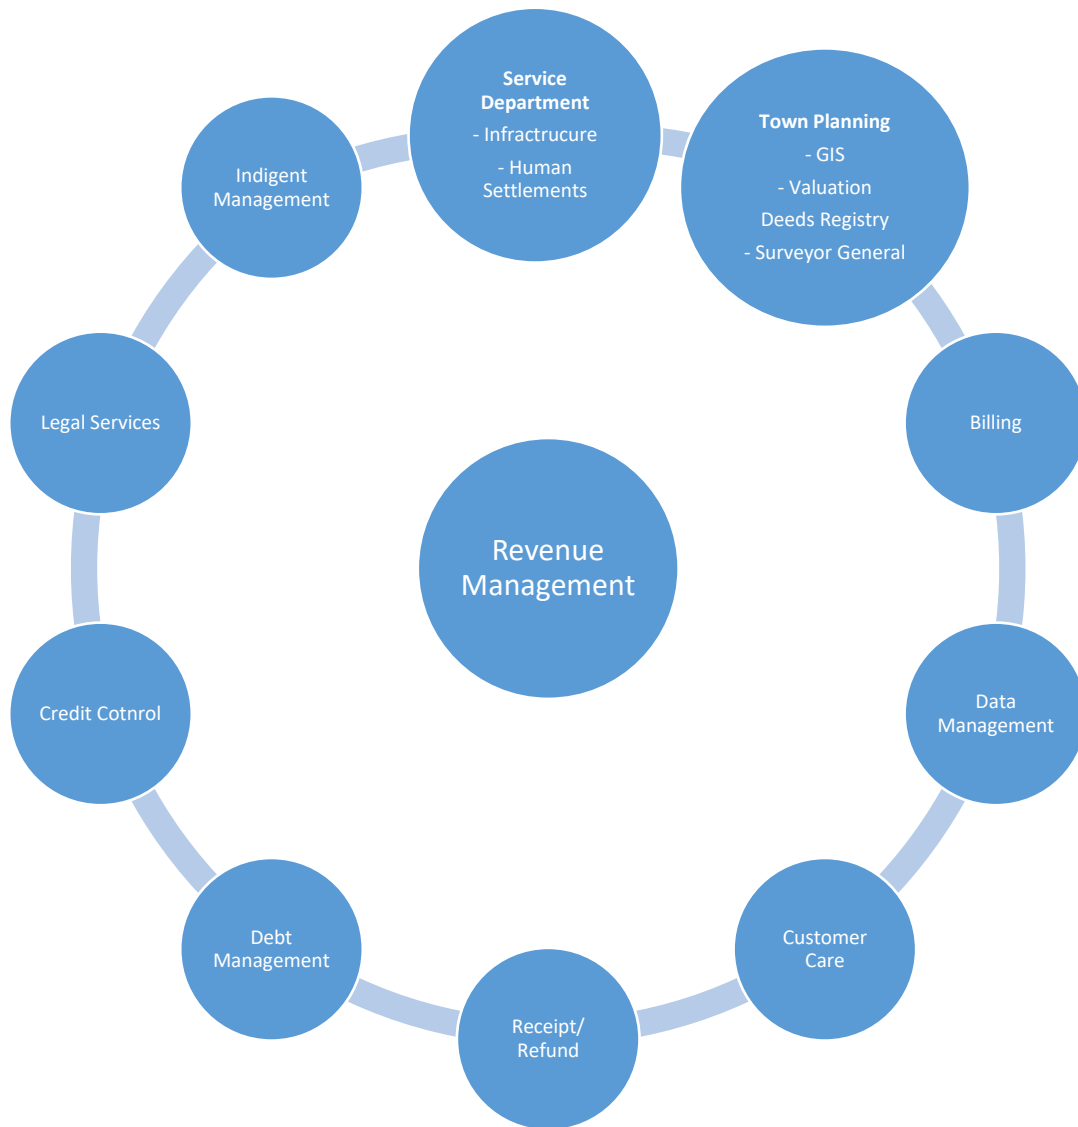 Service
Department
- Infractrucure
- Human
Settlements
Town Planning
- GIS
- Valuation
Deeds Registry
- Surveyor General
Indigent
Management
Legal Services
Billing
Revenue
Management
Credit Cotnrol
Data
Management
Debt
Management
Customer
Care
Receipt/
Refund